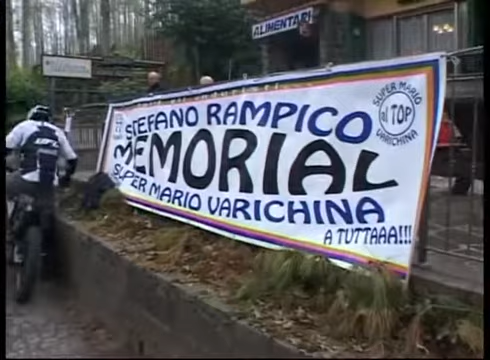 ALIMENTARI
STEFANO RAMPICO
MEMORIAL
SUPER MARIO VARICHINA
A TUTTAAA!!!
SUPER MARIO
al TOP
VARICHINA